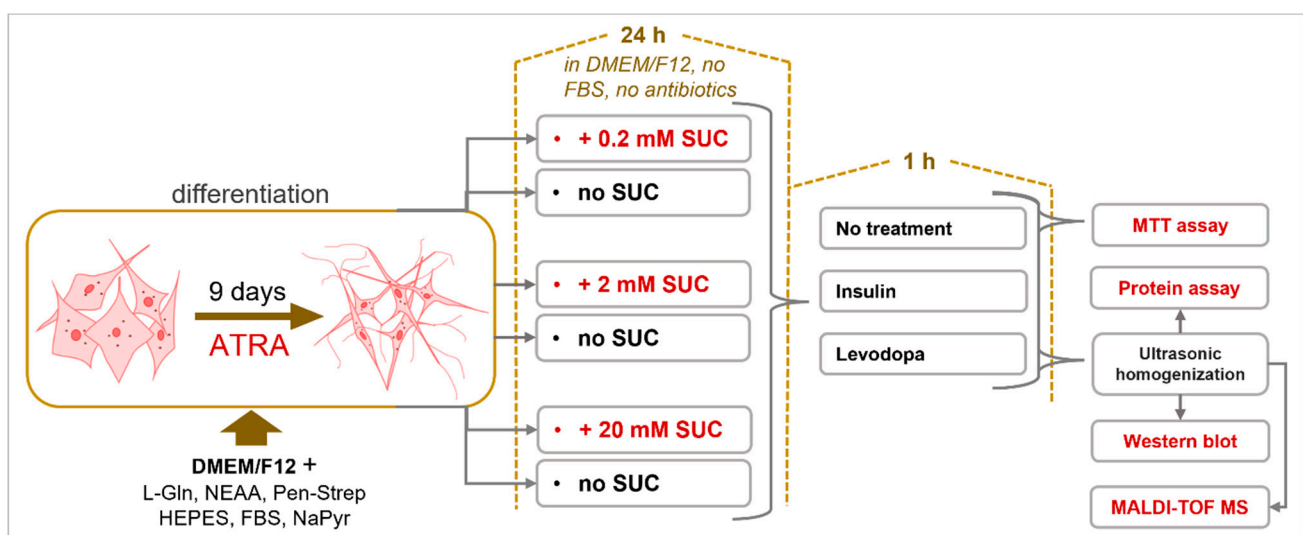 differentiation
9 days
ATRA
DMEM/F12 +
L-Gln, NEAA, Pen-Strep
HEPES, FBS, NaPyr
24 h
in DMEM/F12, no
FBS, no antibiotics
• + 0.2 mM SUC
• no SUC
• + 2 mM SUC
• no SUC
• + 20 mM SUC
• no SUC
1 h
No treatment
Insulin
Levodopa
MTT assay
Protein assay
Ultrasonic
homogenization
Western blot
MALDI-TOF MS